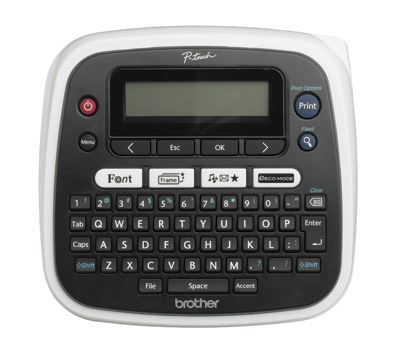 P-touch
Print Options
Print
Menu
Esc
OK
Feed
Font
Frame
DECO MODE
Clear
1 2 3 4 5 6 7 8 9 0
Tab Q W E R T Y U I O P Enter
Caps A S D F G H J K L
Shift Z X C V B N M Shift
File Space Accent
brother